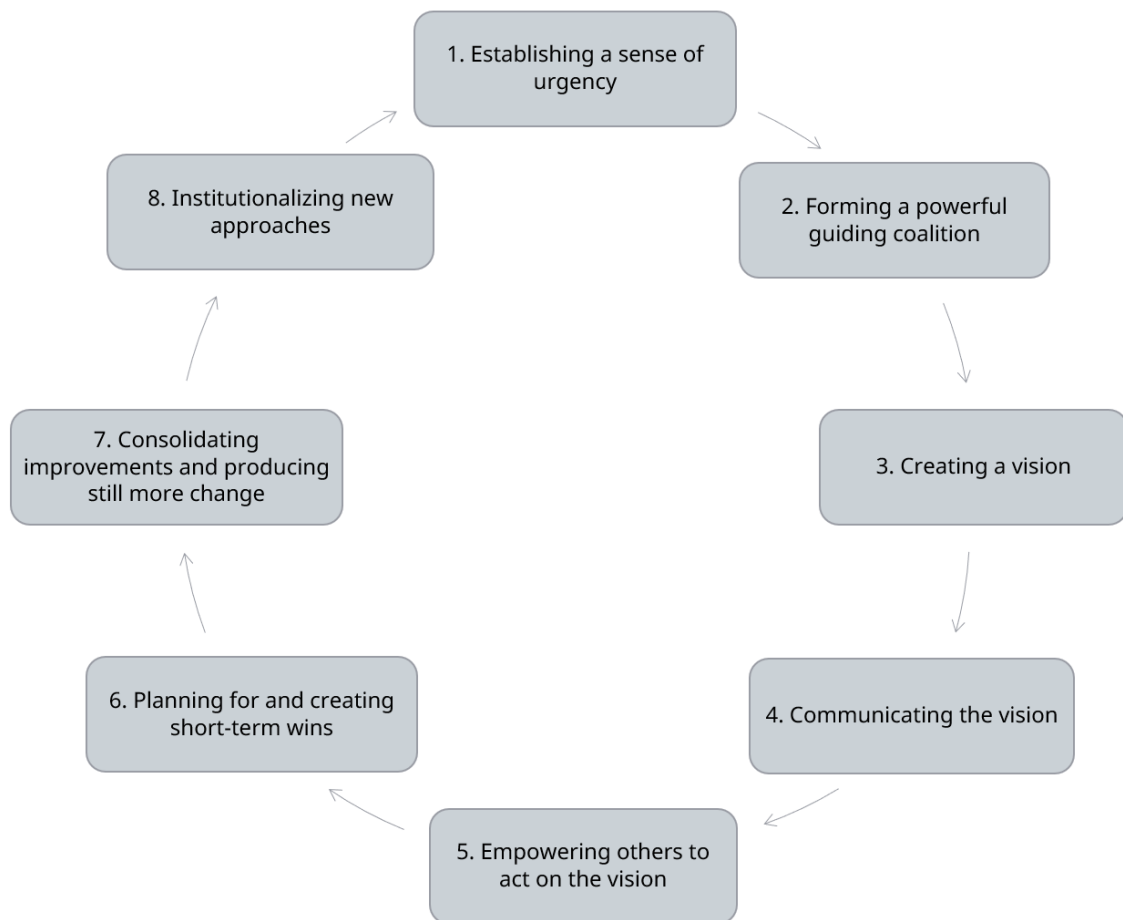 1. Establishing a sense of
urgency
2. Forming a powerful
guiding coalition
3. Creating a vision
4. Communicating the vision
5. Empowering others to
act on the vision
6. Planning for and creating
short-term wins
7. Consolidating
improvements and producing
still more change
8. Institutionalizing new
approaches